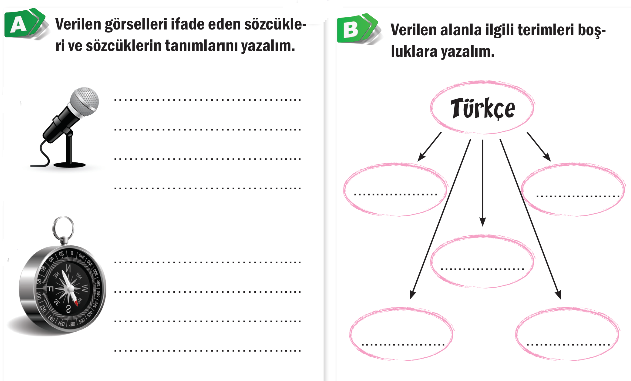 A
Verilen görselleri ifade eden sözcükle-
ri ve sözcüklerin tanımlarını yazalım.
B
Verilen alanla ilgili terimleri boş-
luklara yazalım.
Türkçe